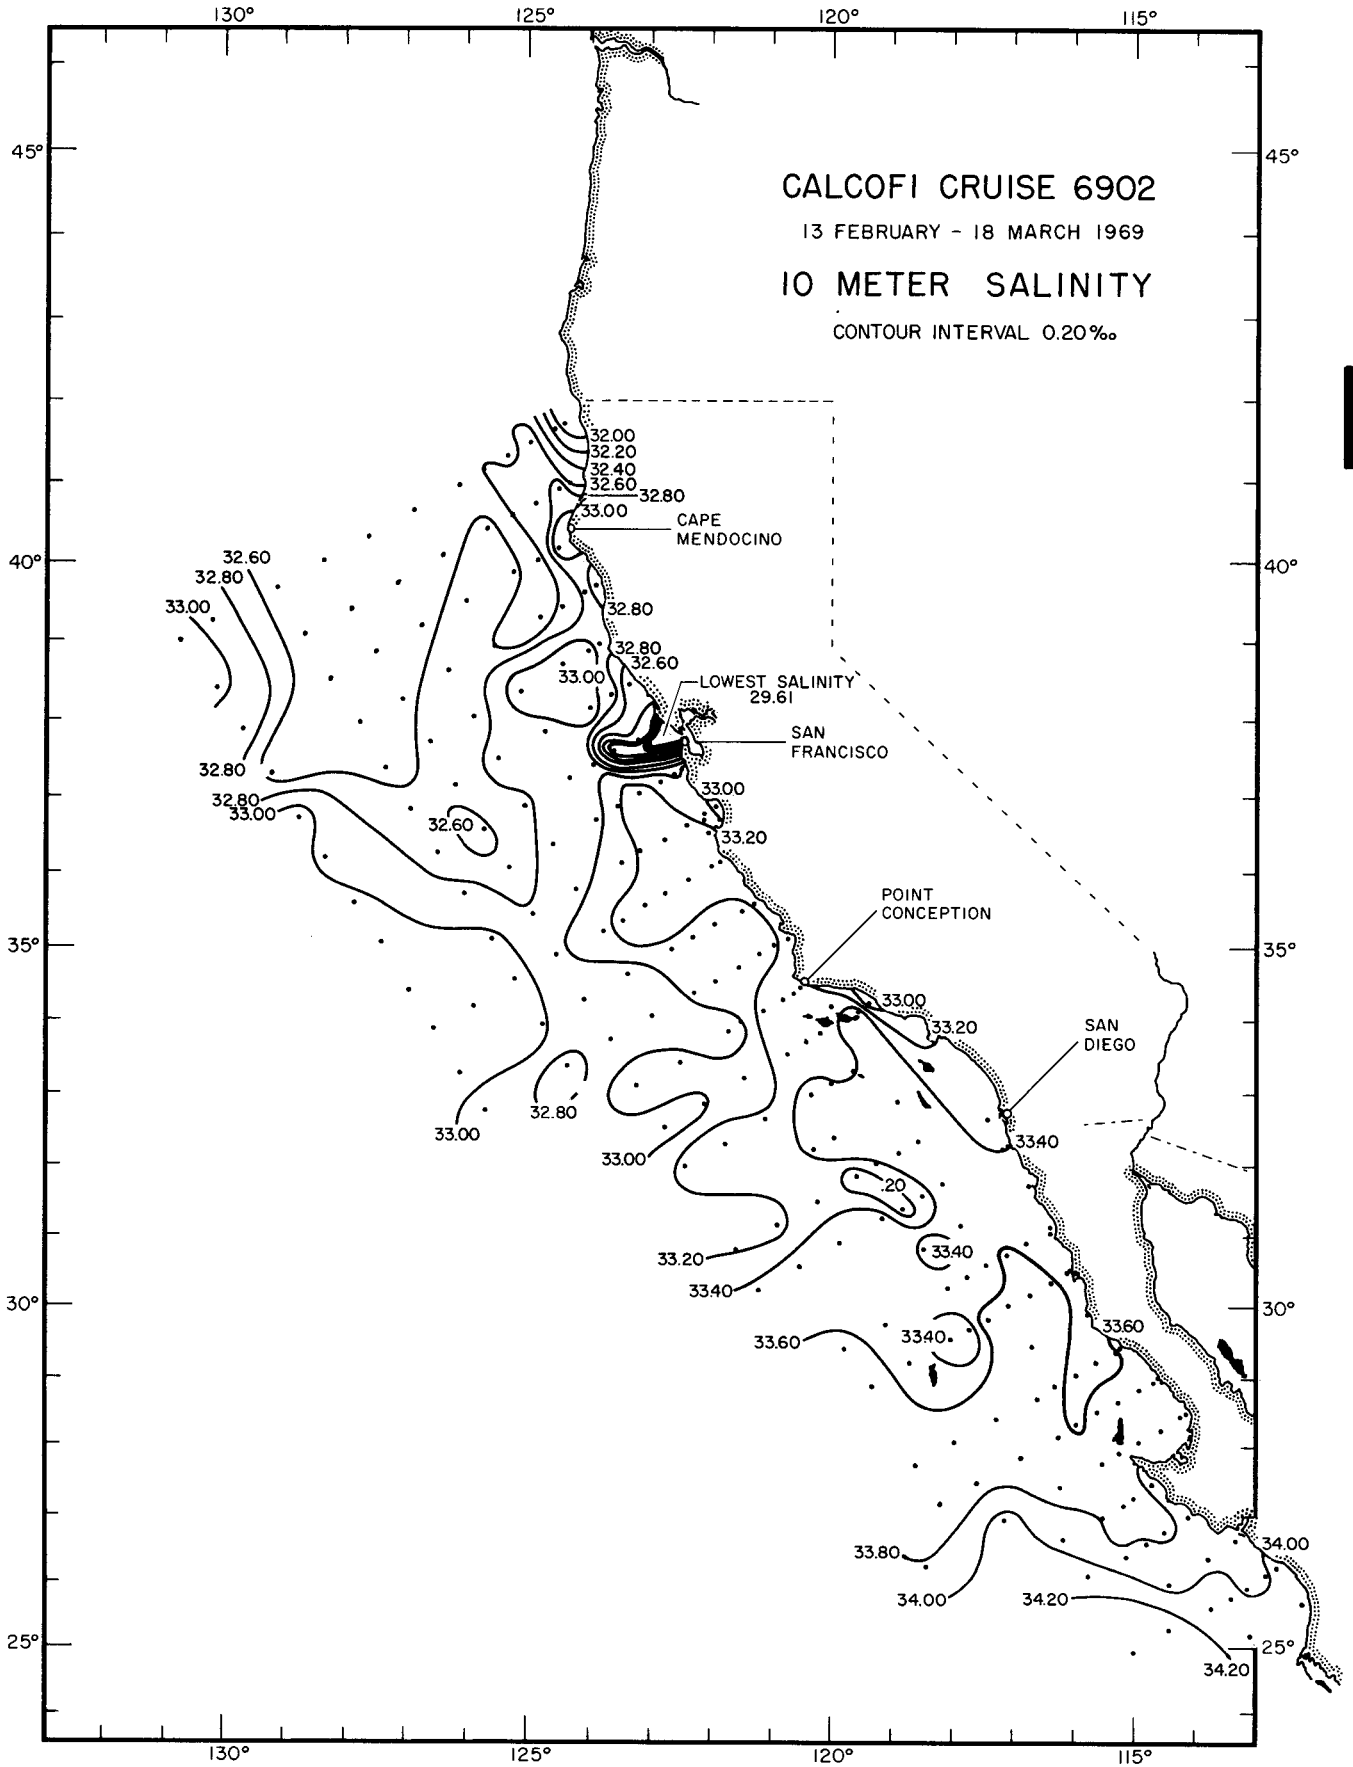 130° 125° 120° 115°
45° 45°
CALCOFI CRUISE 6902
13 FEBRUARY - 18 MARCH 1969
10 METER SALINITY
CONTOUR INTERVAL 0.20‰
32.00
32.20
32.40
32.60
32.80
33.00
CAPE
MENDOCINO
40° 40°
32.60
32.80
33.00
32.80
32.80
32.60
33.00
LOWEST SALINITY
29.61
SAN
FRANCISCO
32.80
32.80
33.00
33.00
32.60
33.20
POINT
CONCEPTION
35° 35°
33.00
33.20
SAN
DIEGO
32.80
33.00
33.00
33.40
.20
33.20
33.40
33.40
30° 30°
33.60
33.40
33.60
33.80
34.00
34.00
34.20
25° 25°
34.20
130° 125° 120° 115°